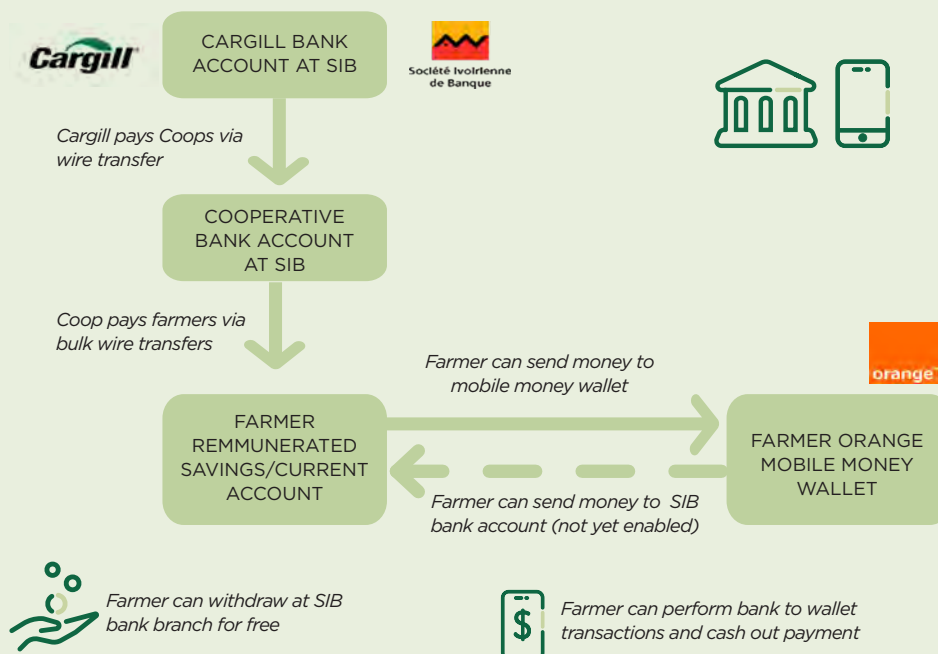 Cargill
CARGILL BANK
ACCOUNT AT SIB
Société Ivoirienne
de Banque
Cargill pays Coops via
wire transfer
COOPERATIVE
BANK ACCOUNT
AT SIB
Coop pays farmers via
bulk wire transfers
Farmer can send money to
mobile money wallet
orange
FARMER
REMMUNERATED
SAVINGS/CURRENT
ACCOUNT
FARMER ORANGE
MOBILE MONEY
WALLET
Farmer can send money to SIB
bank account (not yet enabled)
Farmer can withdraw at SIB
bank branch for free
$
Farmer can perform bank to wallet
transactions and cash out payment